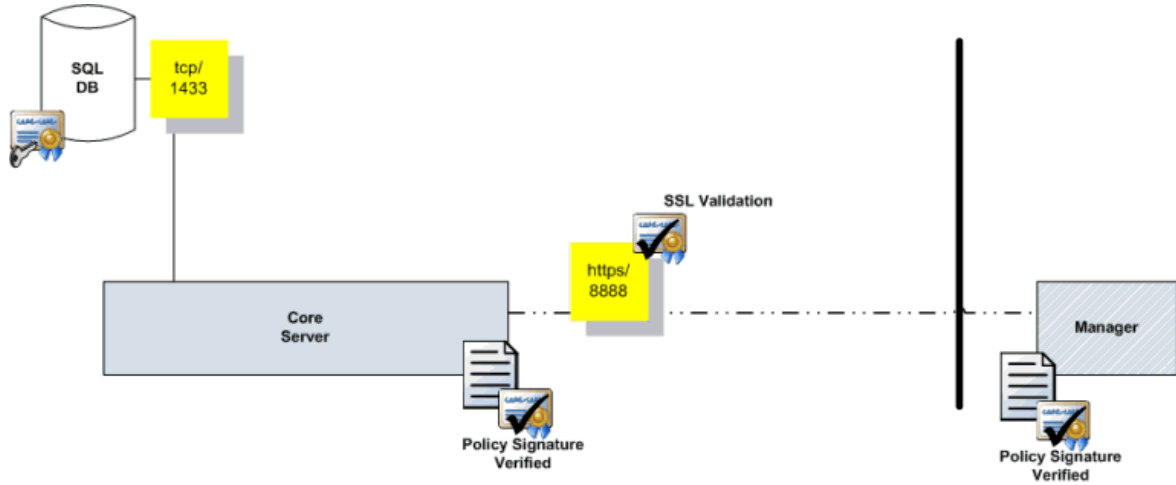 SQL
DB
tcp/
1433
SSL Validation
https/
8888
Core
Server
Manager
Policy Signature
Verified
Policy Signature
Verified